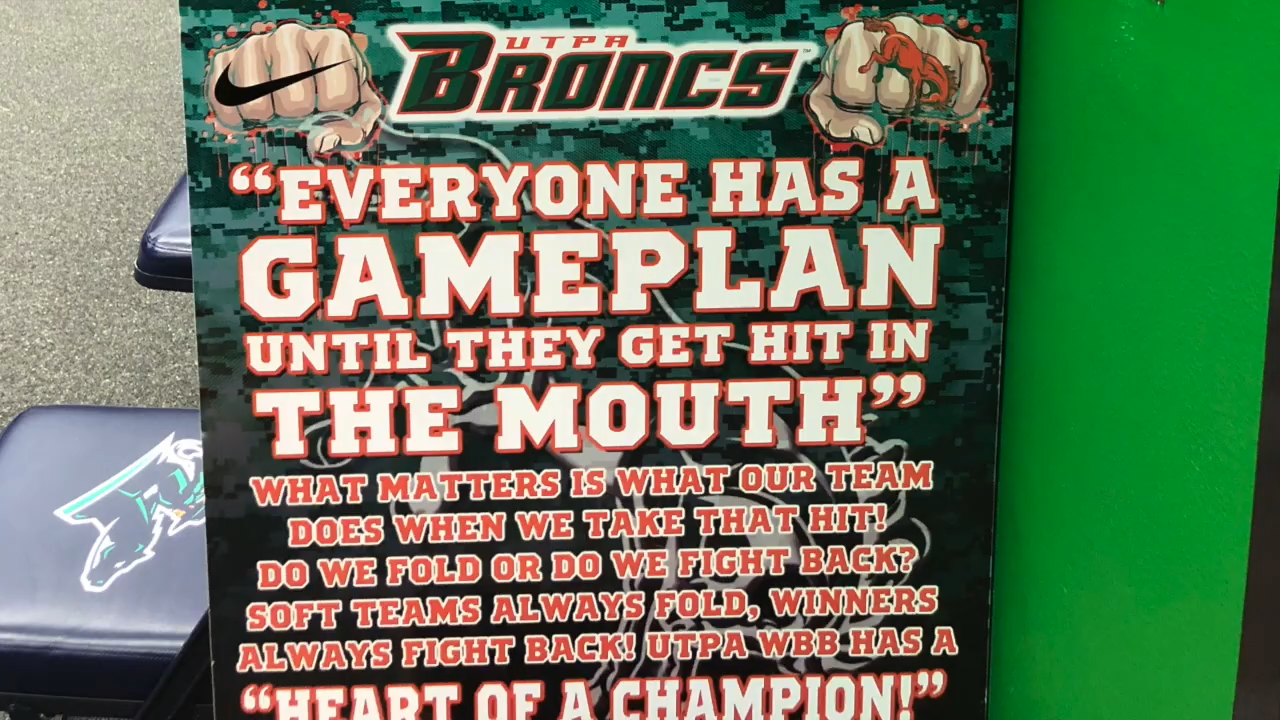 UTPA
BRONCS™
“EVERYONE HAS A
GAMEPLAN
UNTIL THEY GET HIT IN
THE MOUTH”
WHAT MATTERS IS WHAT OUR TEAM
DOES WHEN WE TAKE THAT HIT!
DO WE FOLD OR DO WE FIGHT BACK?
SOFT TEAMS ALWAYS FOLD, WINNERS
ALWAYS FIGHT BACK! UTPA WBB HAS A
“HEART OF A CHAMPION!”